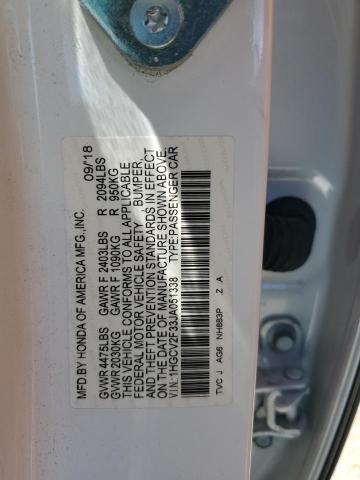 MFD. BY HONDA OF AMERICA MFG.,INC. 09/18
GVWR 4475LBS GAWR F 2403LBS R 2094LBS
GVWR 2030KG GAWR F 1090KG R 950KG
THIS VEHICLE CONFORMS TO ALL APPLICABLE
FEDERAL MOTOR VEHICLE SAFETY, BUMPER,
AND THEFT PREVENTION STANDARDS IN EFFECT
ON THE DATE OF MANUFACTURE SHOWN ABOVE.
V.I.N.:1HGCV2F33JA051338 TYPE:PASSENGER CAR
TVC J AG6 NH883P .Z A